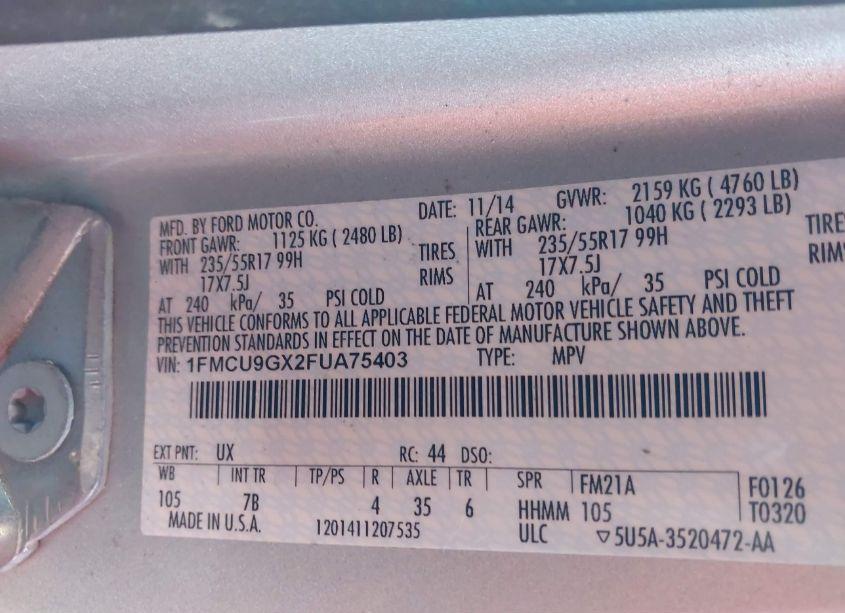 MFD. BY FORD MOTOR CO. DATE: 11/14 GVWR: 2159 KG ( 4760 LB)
FRONT GAWR: 1125 KG ( 2480 LB) REAR GAWR: 1040 KG ( 2293 LB)
WITH 235/55R17 99H TIRES WITH 235/55R17 99H TIRES
17X7.5J RIMS 17X7.5J RIMS
AT 240 kPa/ 35 PSI COLD AT 240 kPa/ 35 PSI COLD
THIS VEHICLE CONFORMS TO ALL APPLICABLE FEDERAL MOTOR VEHICLE SAFETY AND THEFT
PREVENTION STANDARDS IN EFFECT ON THE DATE OF MANUFACTURE SHOWN ABOVE.
VIN: 1FMCU9GX2FUA75403 TYPE: MPV
EXT PNT: UX RC: 44 DSO:
WB INT TR TP/PS R AXLE TR SPR FM21A F0126
105 7B 4 35 6 HHMM 105 T0320
MADE IN U.S.A. 1201411207535 ULC ▽5U5A-3520472-AA